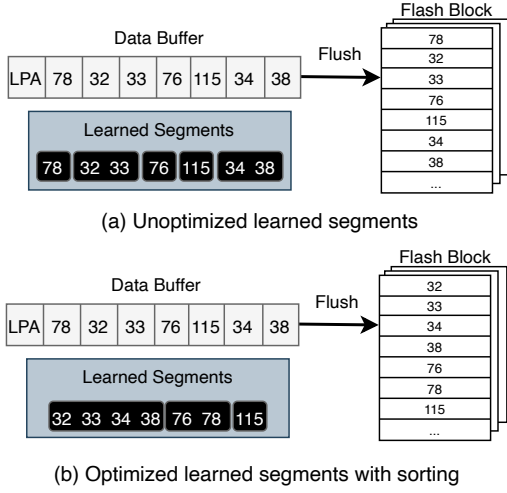 Flash Block
Data Buffer
Flush
LPA 78 32 33 76 115 34 38
Learned Segments
78 32 33 76 115 34 38
78
32
33
76
115
34
38
...
(a) Unoptimized learned segments
Flash Block
Data Buffer
Flush
LPA 78 32 33 76 115 34 38
Learned Segments
32 33 34 38 76 78 115
32
33
34
38
76
78
115
...
(b) Optimized learned segments with sorting